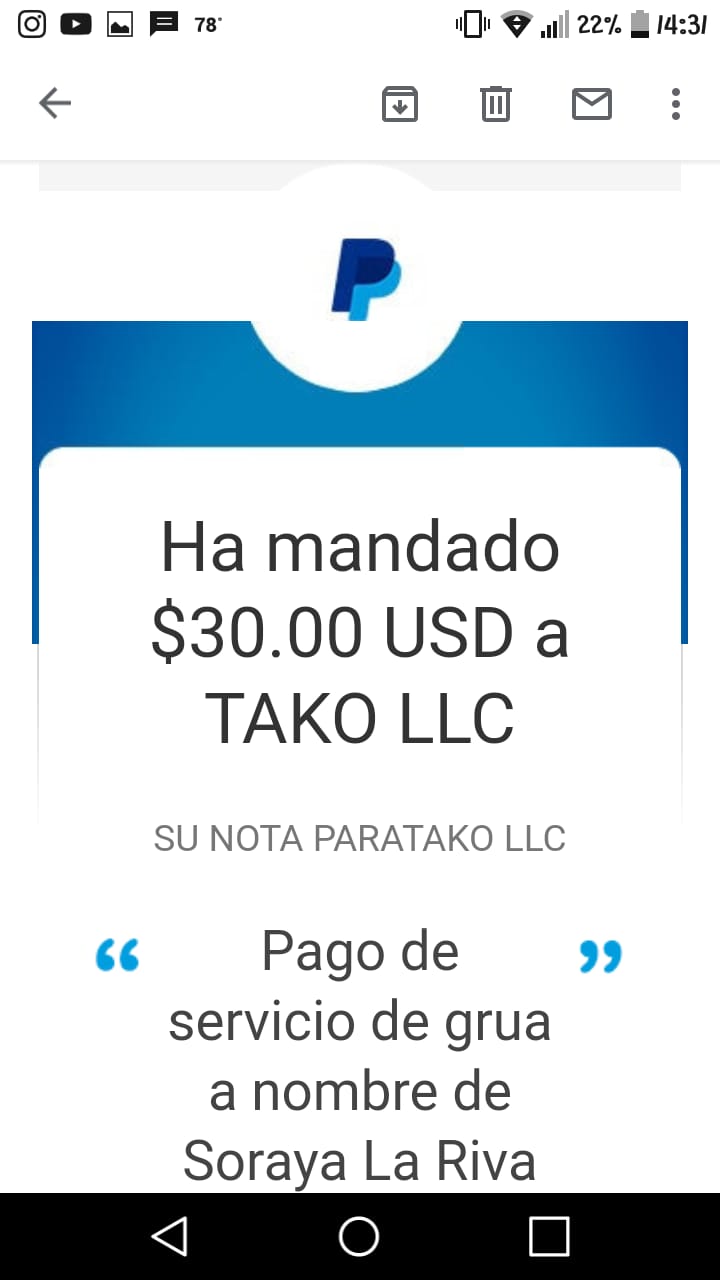 78°
22% 14:31
Ha mandado
$30.00 USD a
TAKO LLC
SU NOTA PARATAKO LLC
“ Pago de ”
servicio de grua
a nombre de
Soraya La Riva